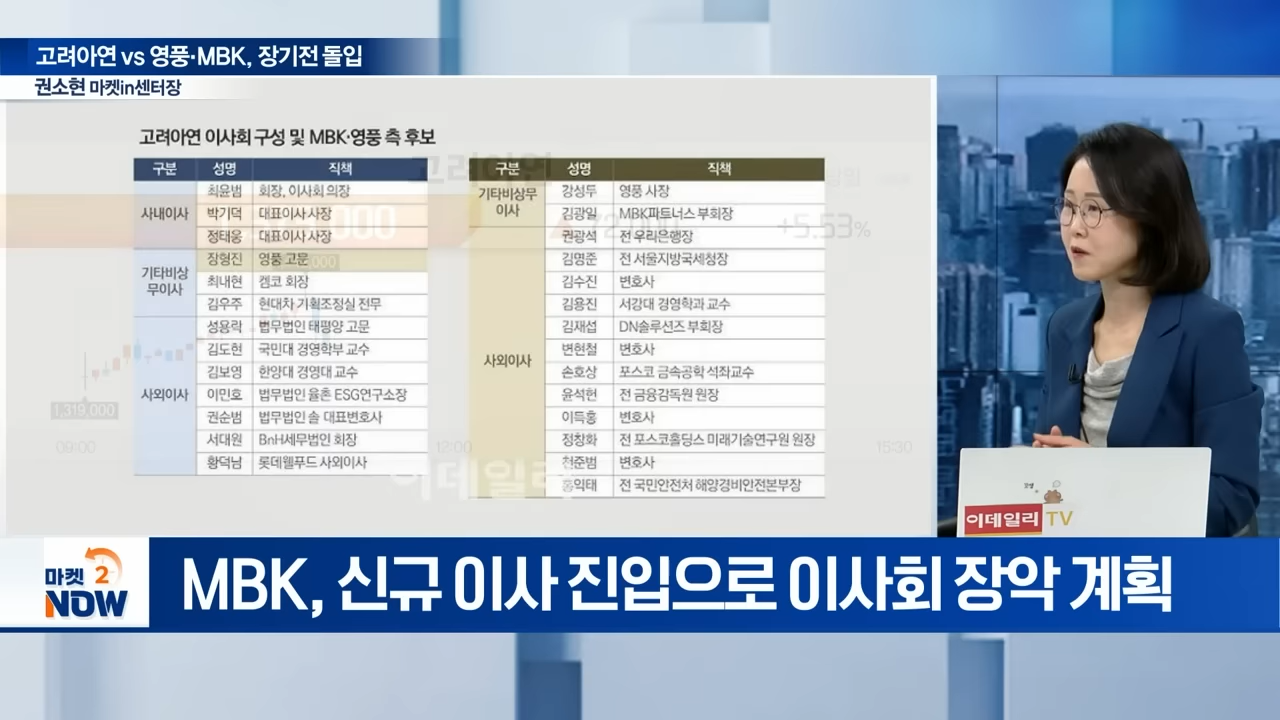 고려아연 vs 영풍·MBK, 장기전 돌입
권소현 마켓in센터장
고려아연 이사회 구성 및 MBK·영풍 측 후보
구분 성명 직책
사내이사
최윤범 회장, 이사회 의장
박기덕 대표이사 사장
정태웅 대표이사 사장
기타비상무이사
장형진 영풍 고문
최내현 켐코 회장
김우주 현대차 기획조정실 전무
사외이사
성용락 법무법인 태평양 고문
김도현 국민대 경영학부 교수
김보영 한양대 경영대 교수
이민호 법무법인 율촌 ESG연구소장
권순범 법무법인 솔 대표변호사
서대원 BnH세무법인 회장
황덕남 롯데웰푸드 사외이사
구분 성명 직책
기타비상무이사
강성두 영풍 사장
김광일 MBK파트너스 부회장
사외이사
권광석 전 우리은행장
김명준 전 서울지방국세청장
김수진 변호사
김용진 서강대 경영학과 교수
김재섭 DN솔루션즈 부회장
변현철 변호사
손호상 포스코 금속공학 석좌교수
윤석헌 전 금융감독원 원장
이득홍 변호사
정창화 전 포스코홀딩스 미래기술연구원 원장
천준범 변호사
홍익태 전 국민안전처 해양경비안전본부장
고려아연
+5.53%
1,319,000
09:00 12:00 15:30
이데일리
이데일리 TV
마켓 2
NOW
MBK, 신규 이사 진입으로 이사회 장악 계획